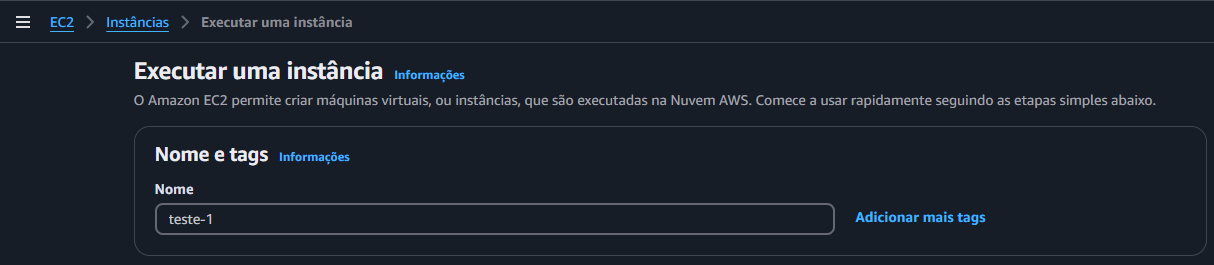 EC2 > Instâncias > Executar uma instância
Executar uma instância Informações
O Amazon EC2 permite criar máquinas virtuais, ou instâncias, que são executadas na Nuvem AWS. Comece a usar rapidamente seguindo as etapas simples abaixo.
Nome e tags Informações
Nome
teste-1 Adicionar mais tags